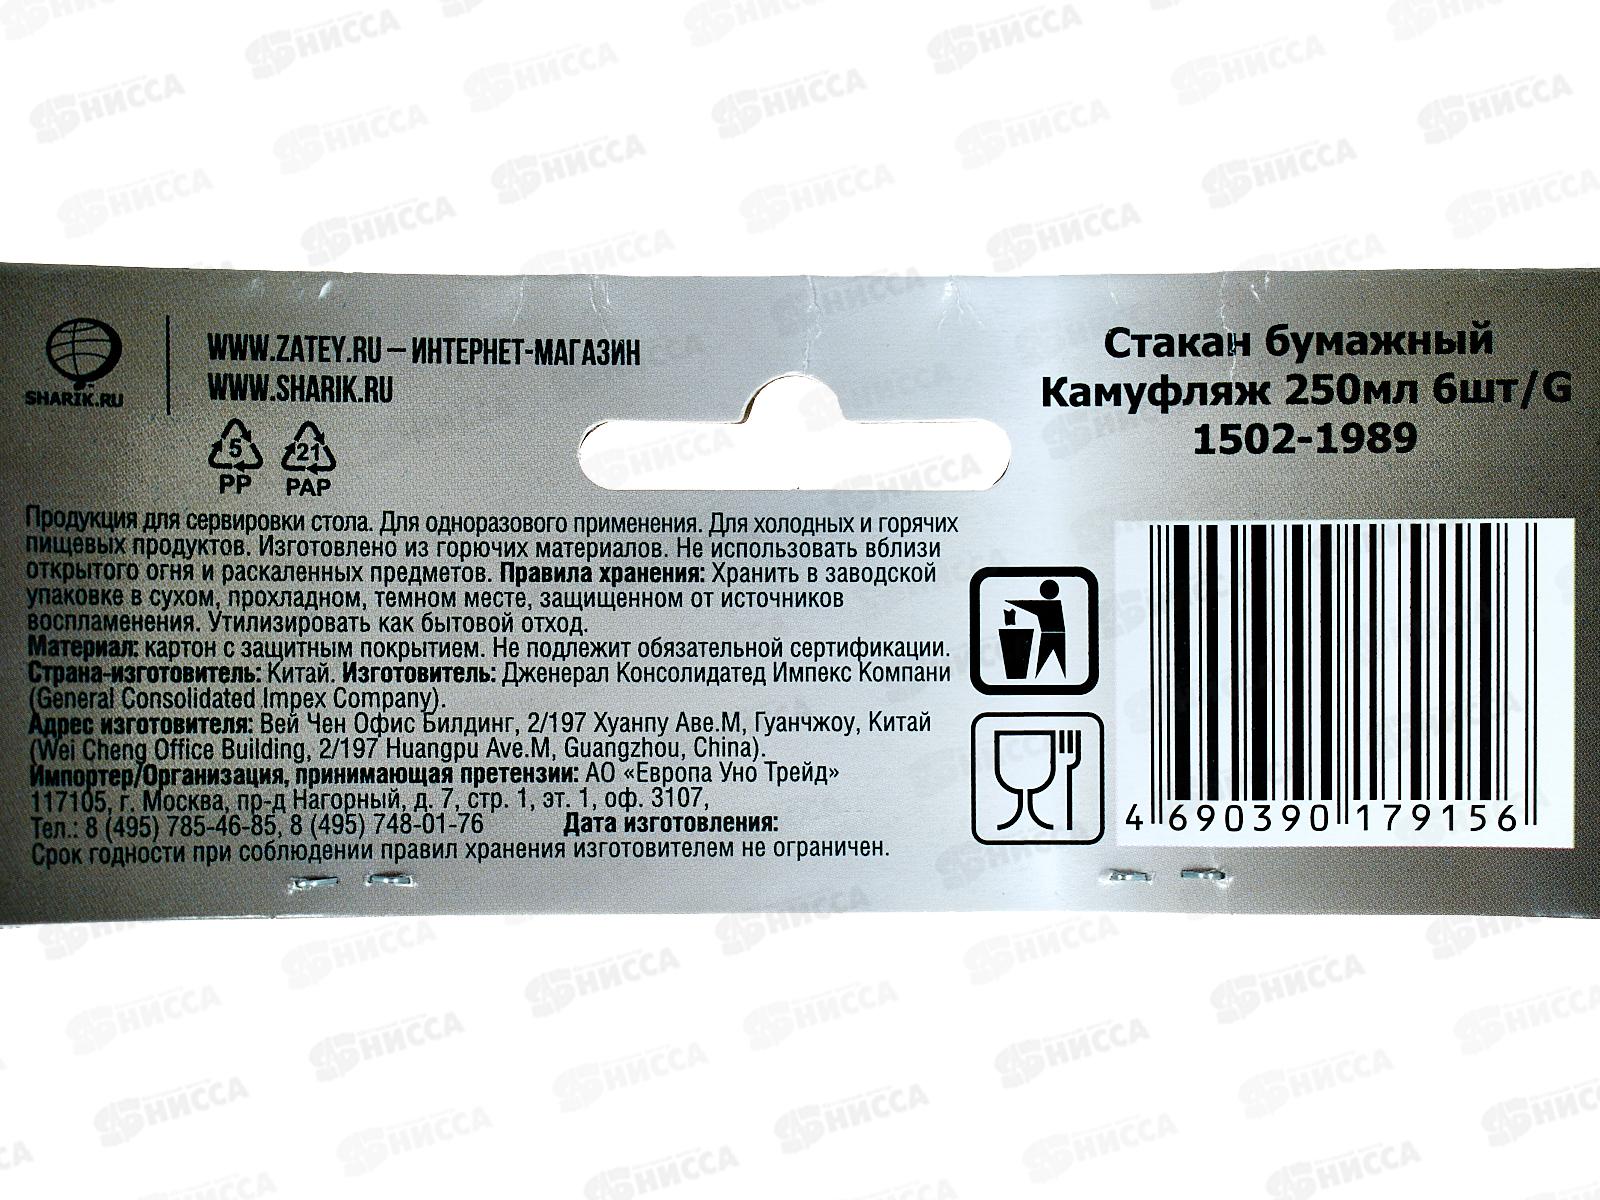 SHARIK.RU
WWW.ZATEY.RU – ИНТЕРНЕТ-МАГАЗИН
WWW.SHARIK.RU
5
PP
21
PAP
Стакан бумажный
Камуфляж 250мл 6шт/G
1502-1989
Продукция для сервировки стола. Для одноразового применения. Для холодных и горячих
пищевых продуктов. Изготовлено из горючих материалов. Не использовать вблизи
открытого огня и раскаленных предметов. Правила хранения: Хранить в заводской
упаковке в сухом, прохладном, темном месте, защищенном от источников
воспламенения. Утилизировать как бытовой отход.
Материал: картон с защитным покрытием. Не подлежит обязательной сертификации.
Страна-изготовитель: Китай. Изготовитель: Дженерал Консолидатед Импекс Компани
(General Consolidated Impex Company).
Адрес изготовителя: Вей Чен Офис Билдинг, 2/197 Хуанпу Аве.М, Гуанчжоу, Китай
(Wei Cheng Office Building, 2/197 Huangpu Ave.M, Guangzhou, China).
Импортер/Организация, принимающая претензии: АО «Европа Уно Трейд»
117105, г. Москва, пр-д Нагорный, д. 7, стр. 1, эт. 1, оф. 3107,
Тел.: 8 (495) 785-46-85, 8 (495) 748-01-76 Дата изготовления:
Срок годности при соблюдении правил хранения изготовителем не ограничен.
4 690390 179156